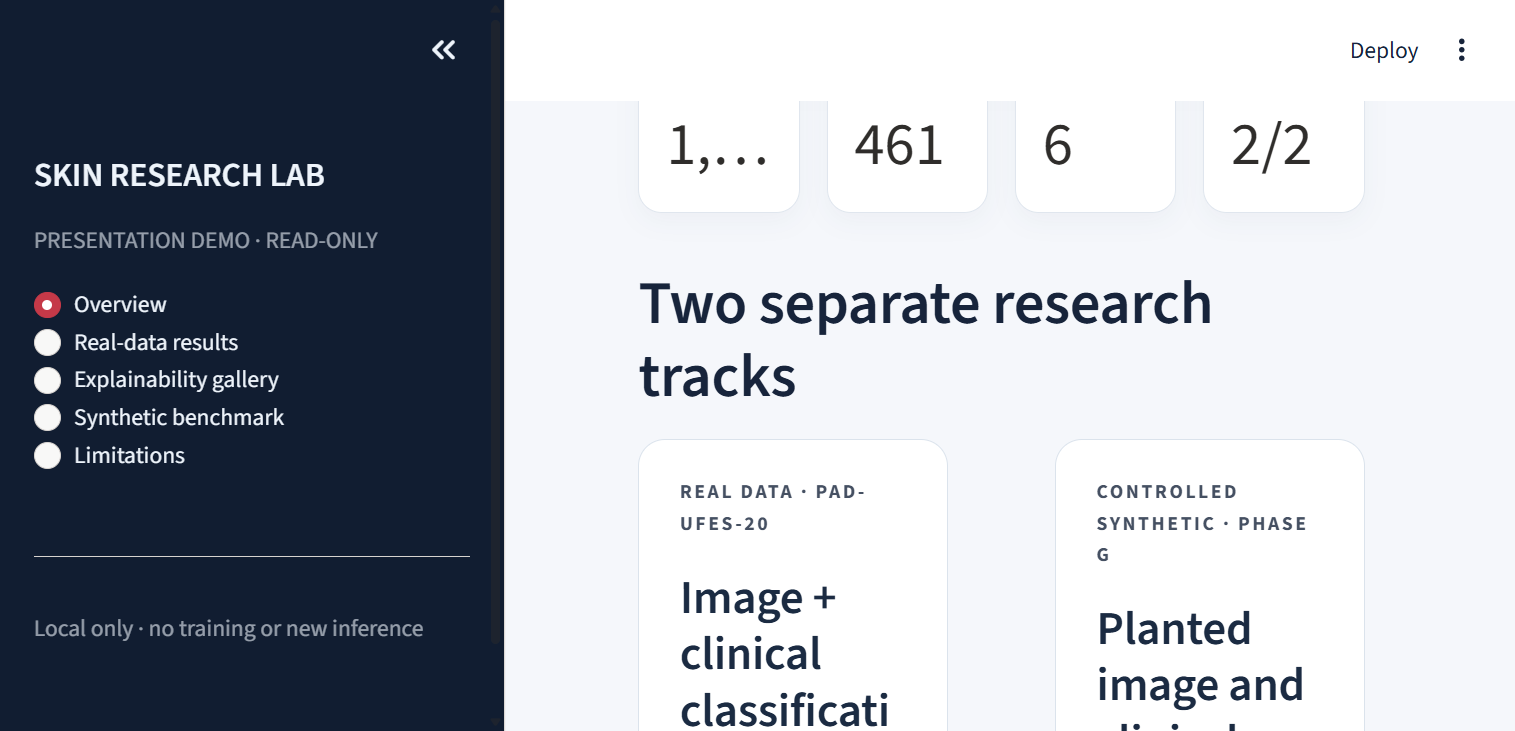 SKIN RESEARCH LAB
PRESENTATION DEMO · READ-ONLY
Overview
Real-data results
Explainability gallery
Synthetic benchmark
Limitations
Local only · no training or new inference
Deploy
1,…
461
6
2/2
Two separate research
tracks
REAL DATA · PAD-
UFES-20
Image +
clinical
classificati
CONTROLLED
SYNTHETIC · PHASE
G
Planted
image and